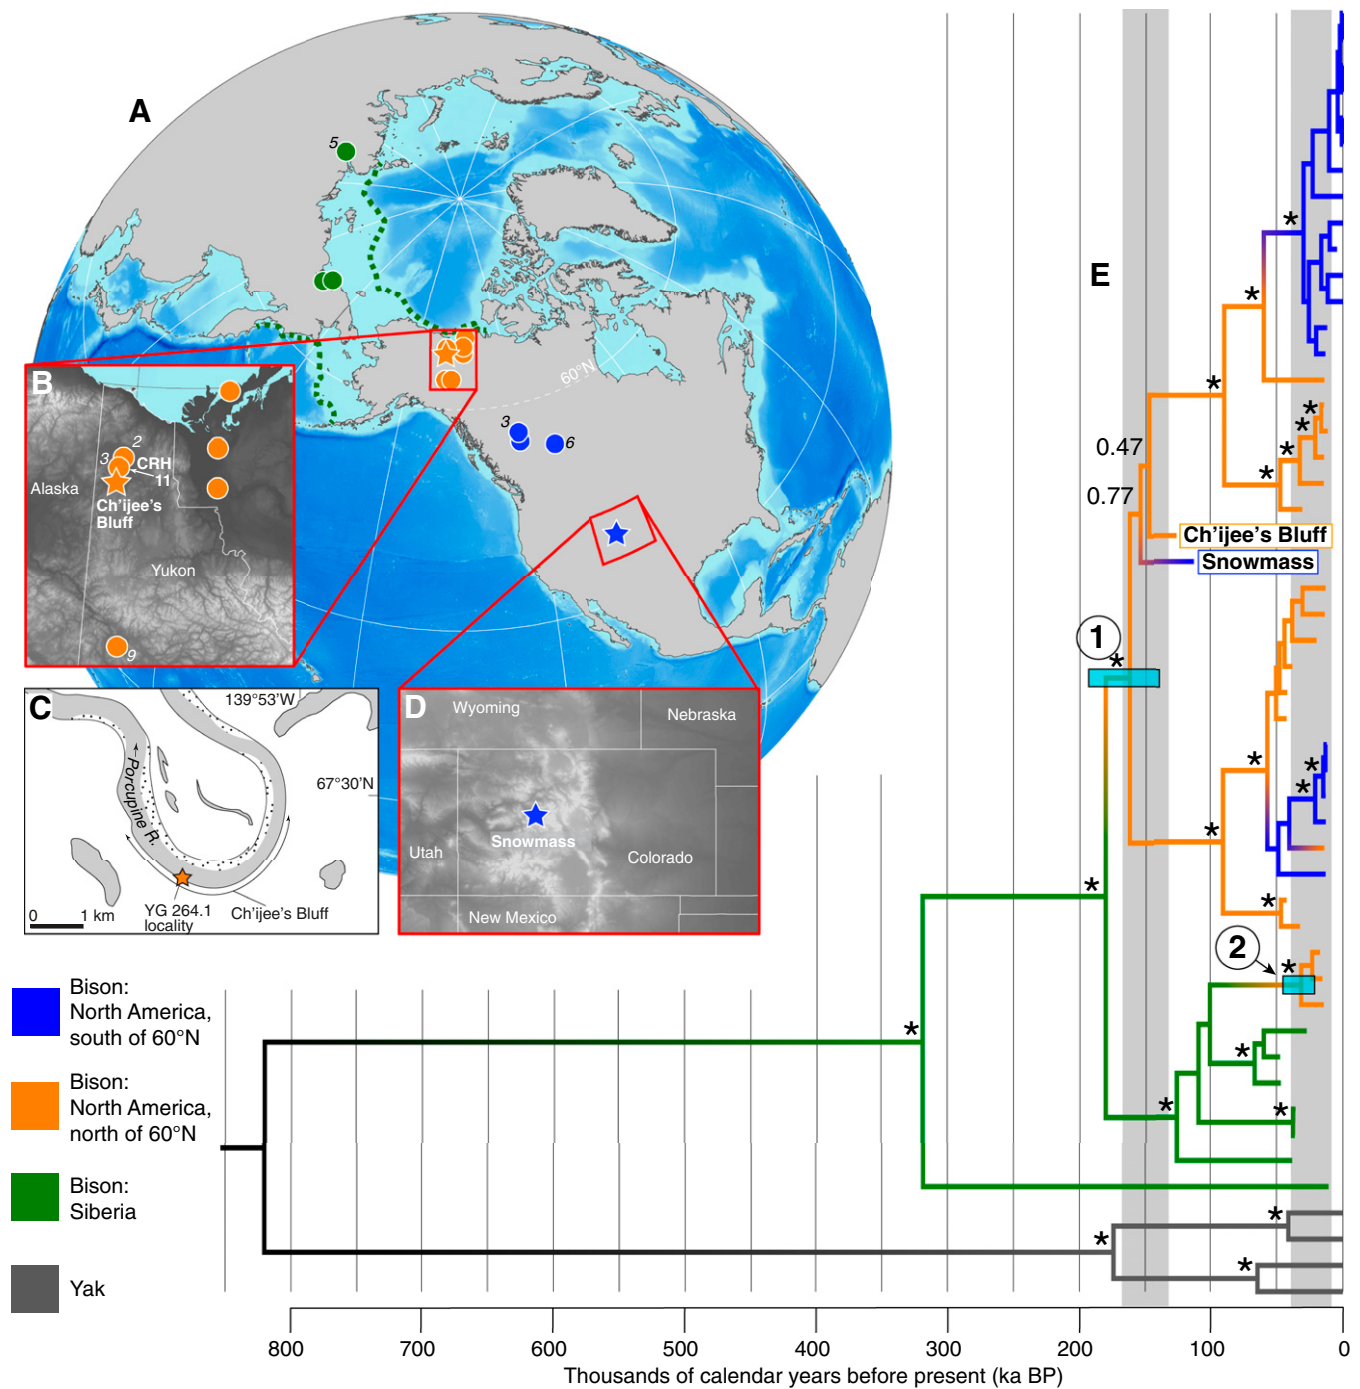 A
5
60°N
3
6
B
2
3
CRH
11
Alaska
Ch'ijee's
Bluff
Yukon
9
C
139°53'W
67°30'N
Porcupine R.
YG 264.1
locality
Ch'ijee's Bluff
0
1 km
D
Wyoming
Nebraska
Snowmass
Utah
Colorado
New Mexico
E
*
*
*
*
*
*
*
0.47
0.77
Ch'ijee's Bluff
Snowmass
1
*
*
*
*
*
*
*
2
*
*
*
*
*
*
*
*
Bison:
North America,
south of 60°N
Bison:
North America,
north of 60°N
Bison:
Siberia
Yak
800 700 600 500 400 300 200 100 0
Thousands of calendar years before present (ka BP)